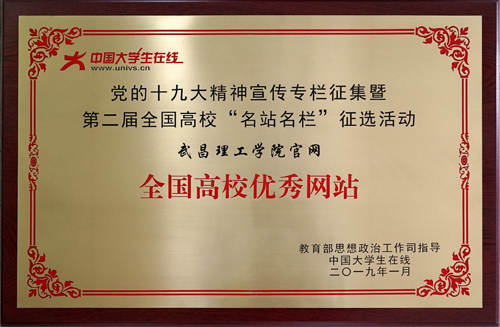 中国大学生在线
www.univs.cn
党的十九大精神宣传专栏征集暨
第二届全国高校“名站名栏”征选活动
武昌理工学院官网
全国高校优秀网站
教育部思想政治工作司指导
中国大学生在线
二〇一九年一月